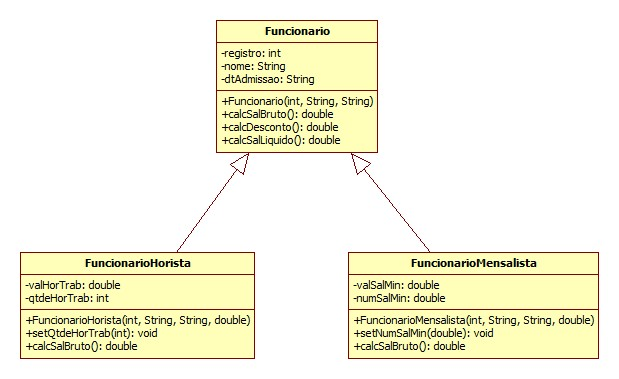 Funcionario
-registro: int
-nome: String
-dtAdmissao: String
+Funcionario(int, String, String)
+calcSalBruto(): double
+calcDesconto(): double
+calcSalLiquido(): double
FuncionarioHorista
-valHorTrab: double
-qtdeHorTrab: int
+FuncionarioHorista(int, String, String, double)
+setQtdeHorTrab(int): void
+calcSalBruto(): double
FuncionarioMensalista
-valSalMin: double
-numSalMin: double
+FuncionarioMensalista(int, String, String, double)
+setNumSalMin(double): void
+calcSalBruto(): double